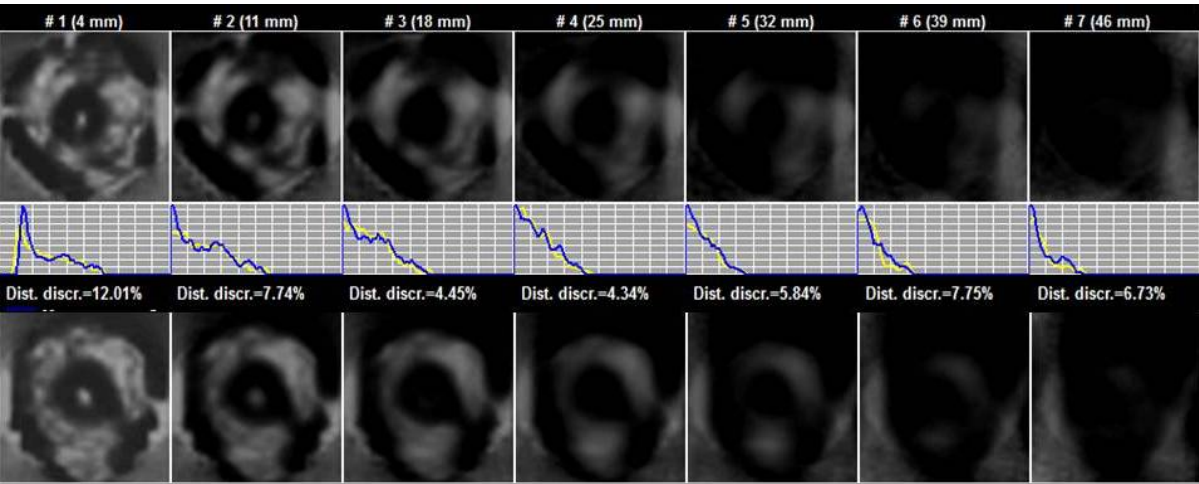 # 1 (4 mm) # 2 (11 mm) # 3 (18 mm) # 4 (25 mm) # 5 (32 mm) # 6 (39 mm) # 7 (46 mm)
Dist. discr.=12.01% Dist. discr.=7.74% Dist. discr.=4.45% Dist. discr.=4.34% Dist. discr.=5.84% Dist. discr.=7.75% Dist. discr.=6.73%